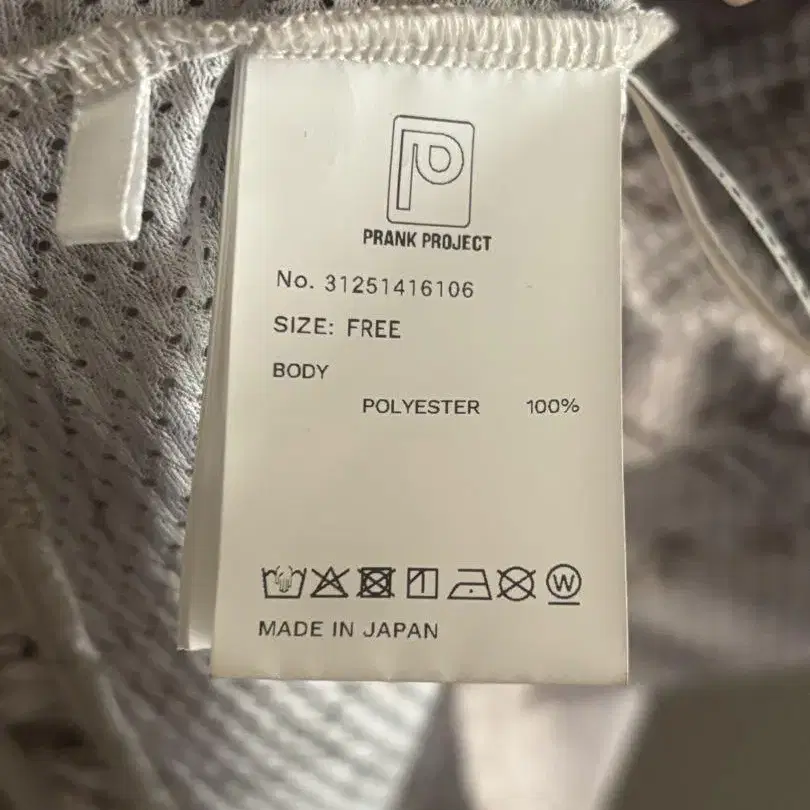 PRANK PROJECT
No. 31251416106
SIZE: FREE
BODY
POLYESTER 100%
W
MADE IN JAPAN